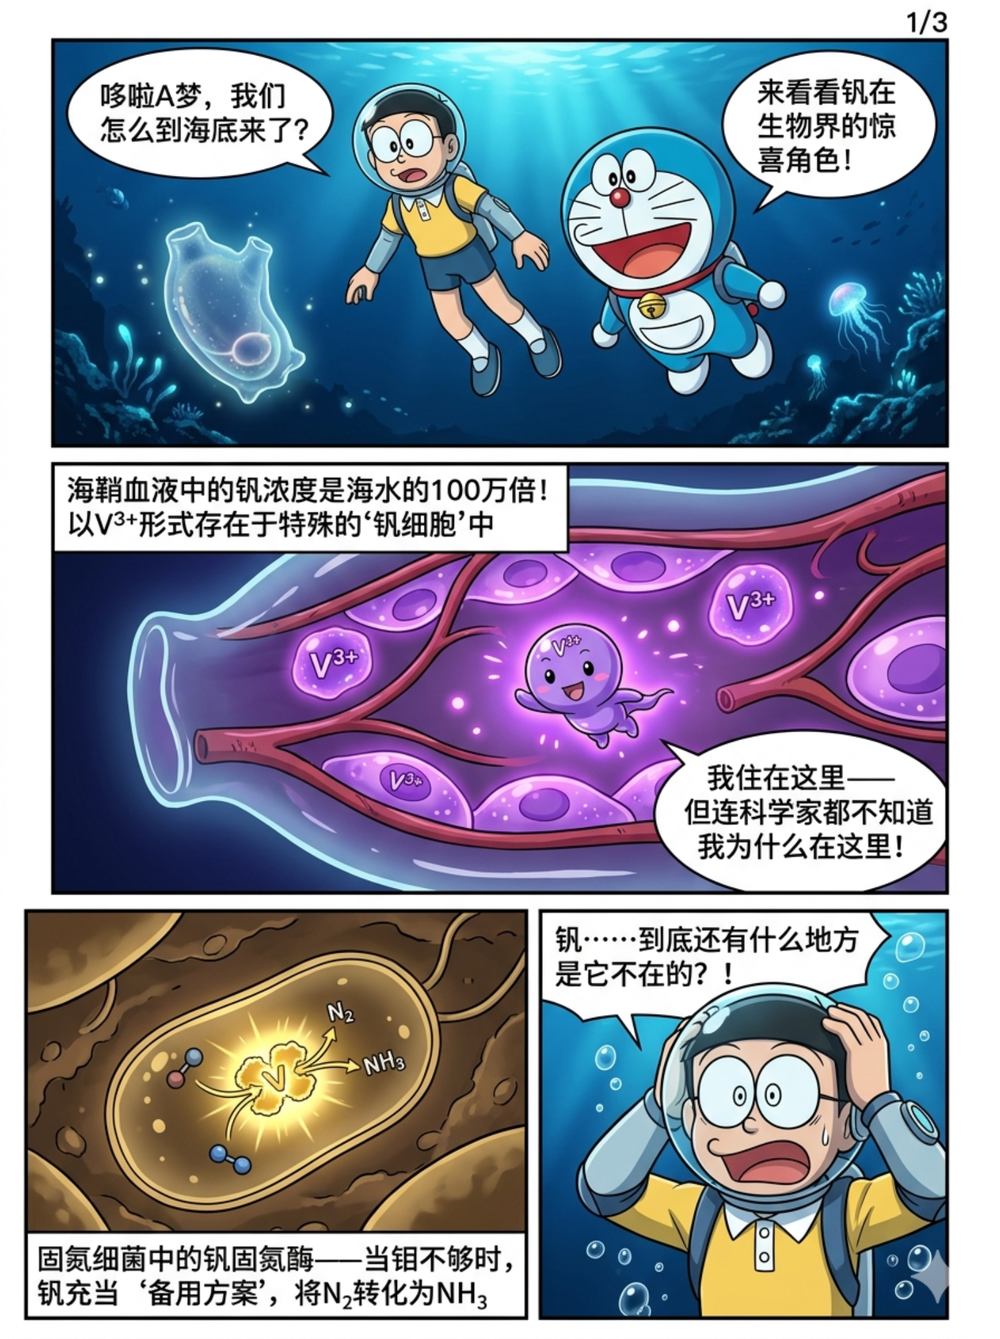 1/3
哆啦A梦，我们
怎么到海底来了？
来看看钒在
生物界的惊
喜角色！
海鞘血液中的钒浓度是海水的100万倍！
以V³⁺形式存在于特殊的‘钒细胞’中
V³⁺
V³⁺
V³⁺
V³⁺
我住在这里——
但连科学家都不知道
我为什么在这里！
N₂
V
NH₃
固氮细菌中的钒固氮酶——当钼不够时，
钒充当‘备用方案’，将N₂转化为NH₃
钒……到底还有什么地方
是它不在的？！